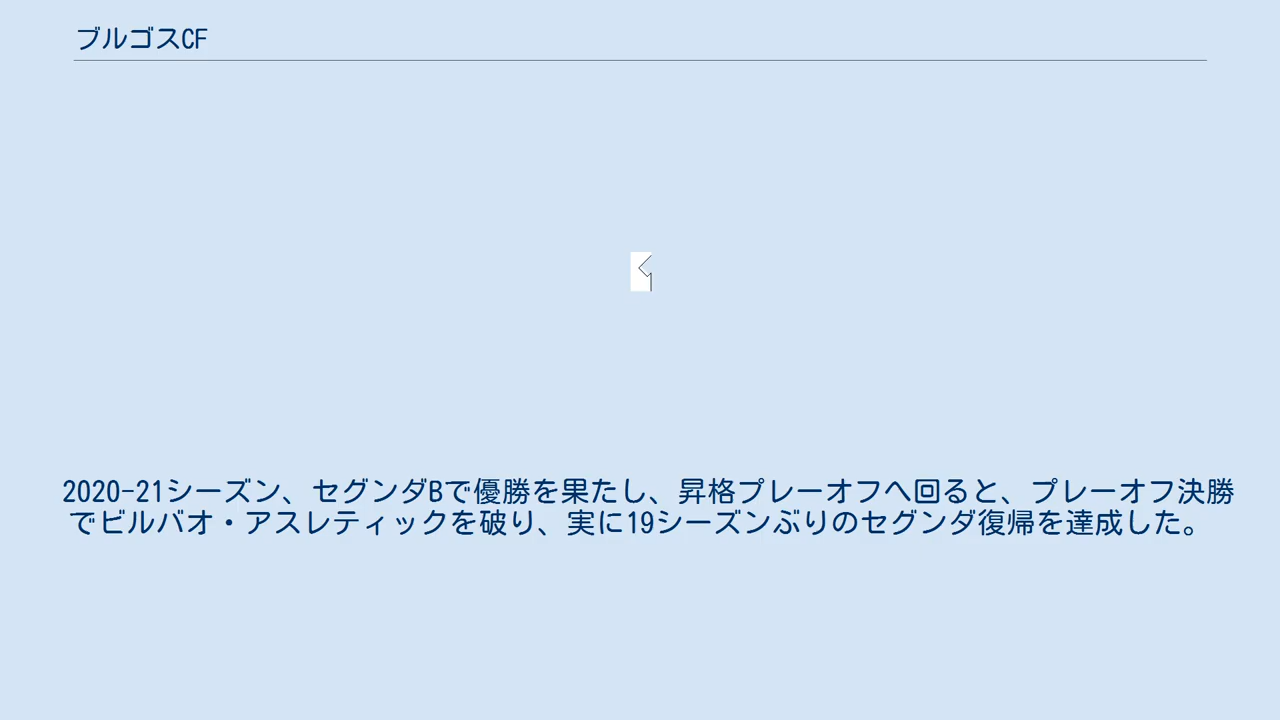 ブルゴスCF
2020-21シーズン、セグンダBで優勝を果たし、昇格プレーオフへ回ると、プレーオフ決勝
でビルバオ・アスレティックを破り、実に19シーズンぶりのセグンダ復帰を達成した。